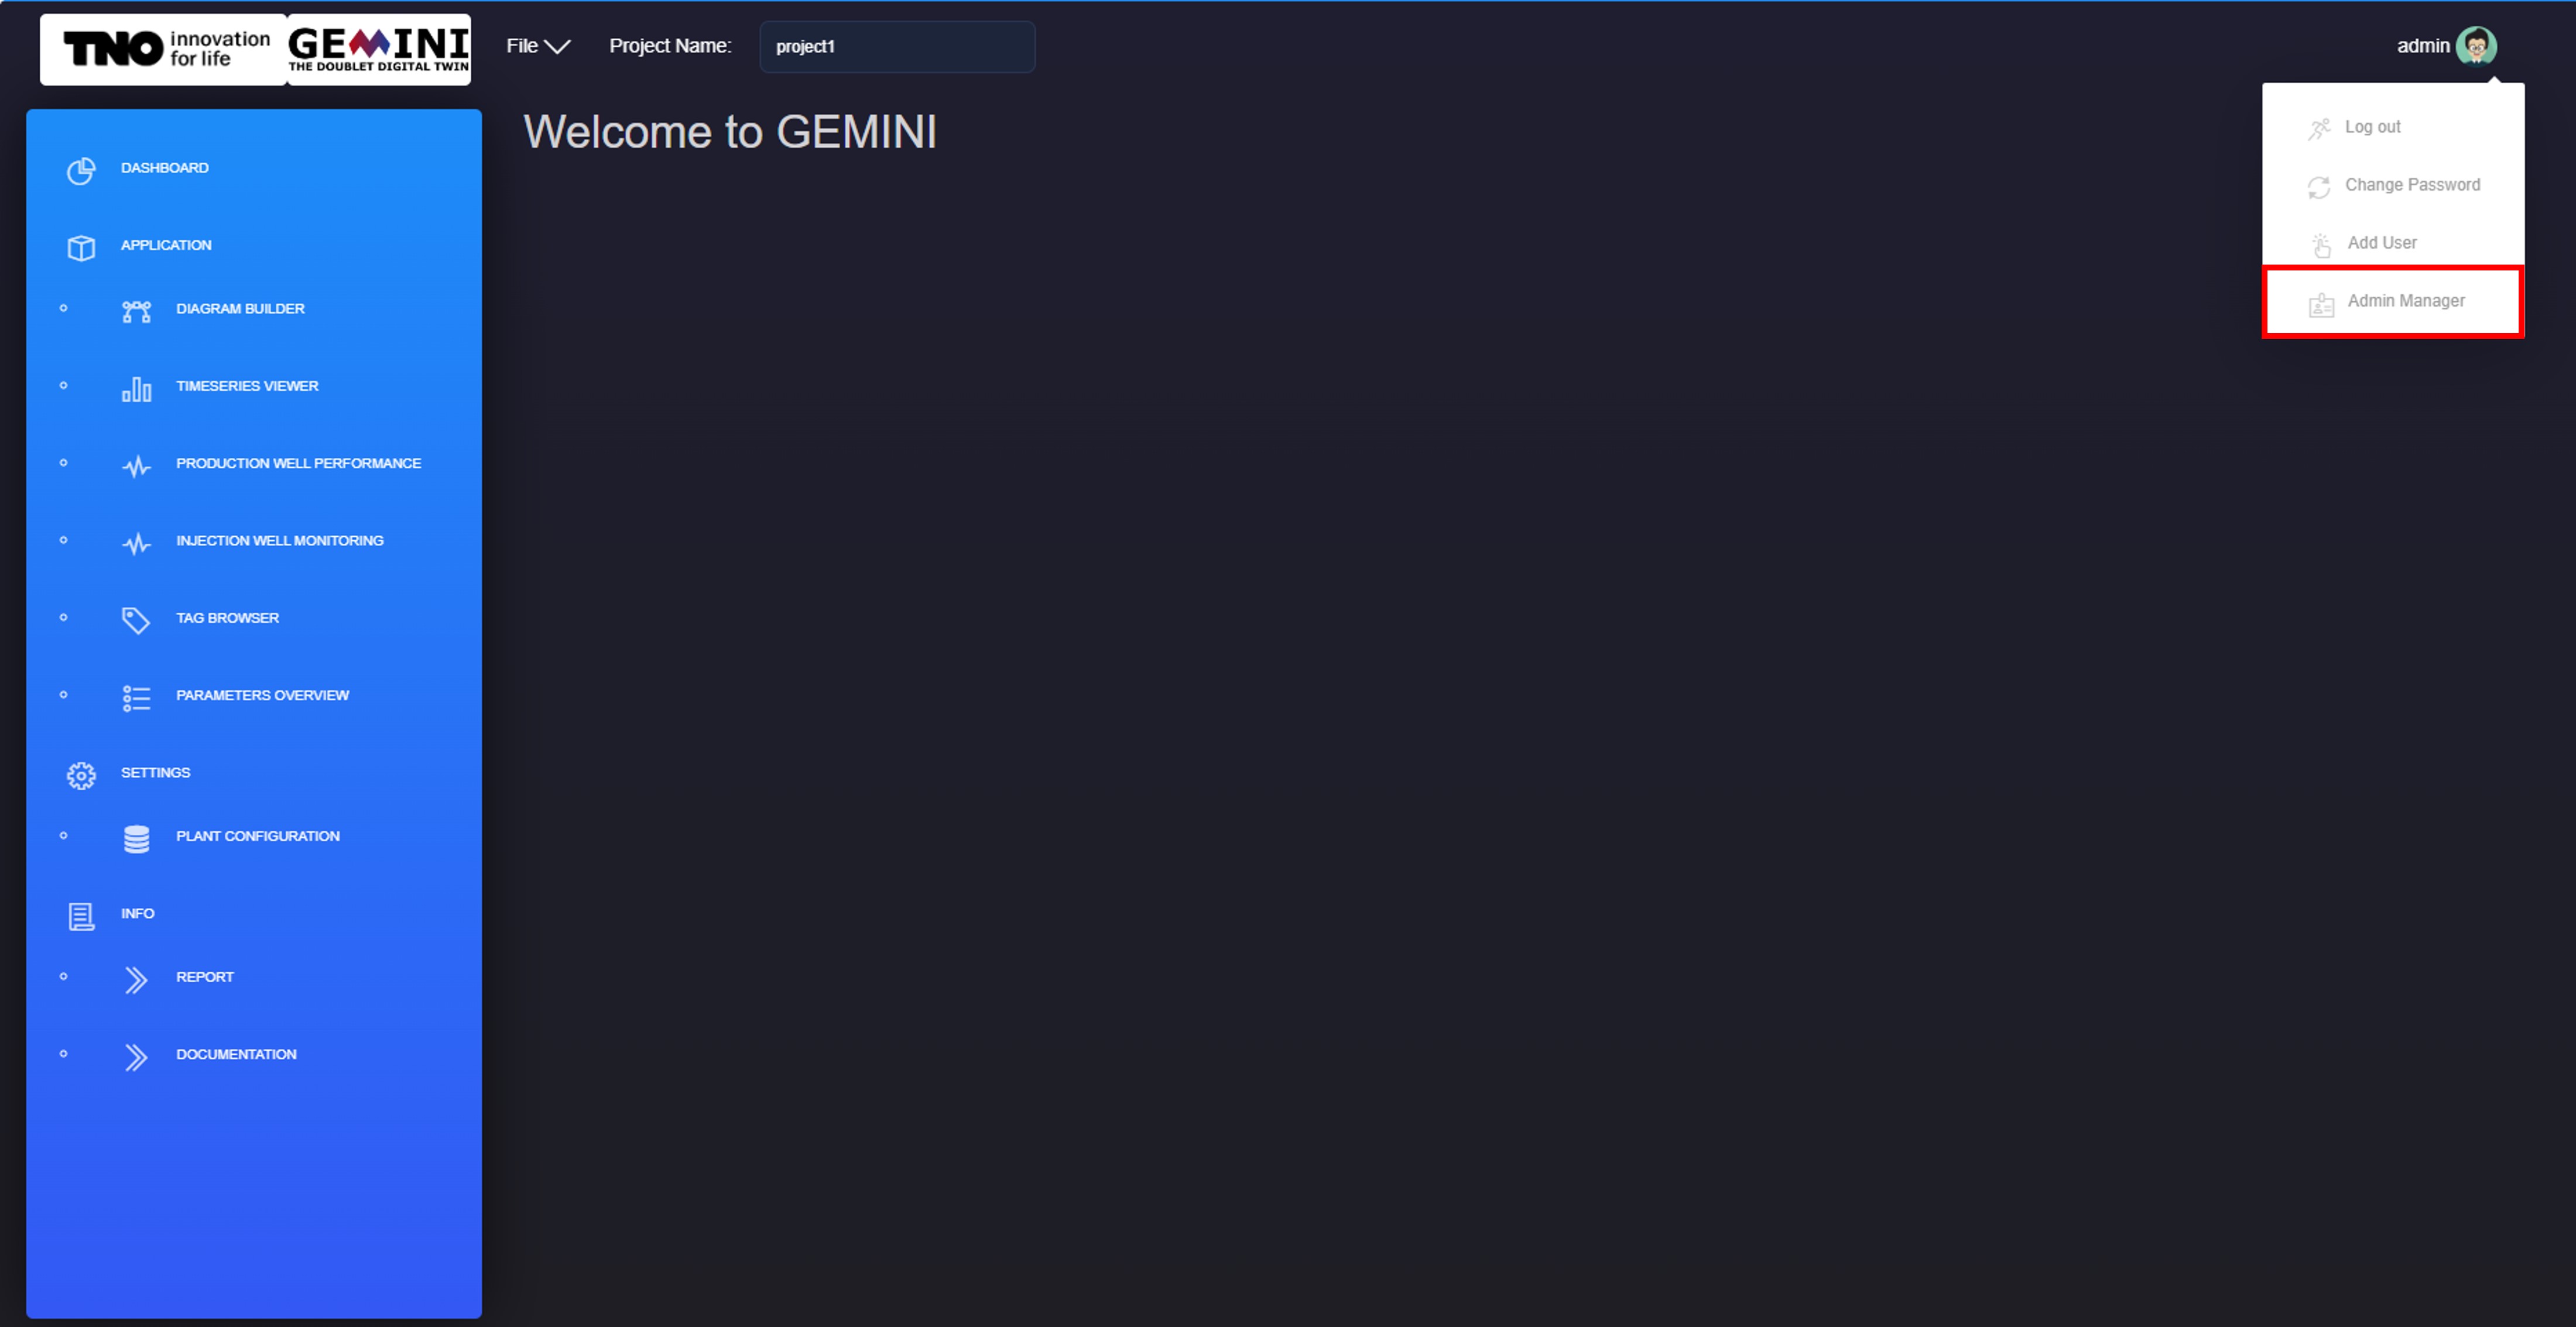 TNO innovation
for life
GEMINI
THE DOUBLET DIGITAL TWIN
File
Project Name:
project1
admin
Log out
Change Password
Add User
Admin Manager
Welcome to GEMINI
DASHBOARD
APPLICATION
DIAGRAM BUILDER
TIMESERIES VIEWER
PRODUCTION WELL PERFORMANCE
INJECTION WELL MONITORING
TAG BROWSER
PARAMETERS OVERVIEW
SETTINGS
PLANT CONFIGURATION
INFO
REPORT
DOCUMENTATION